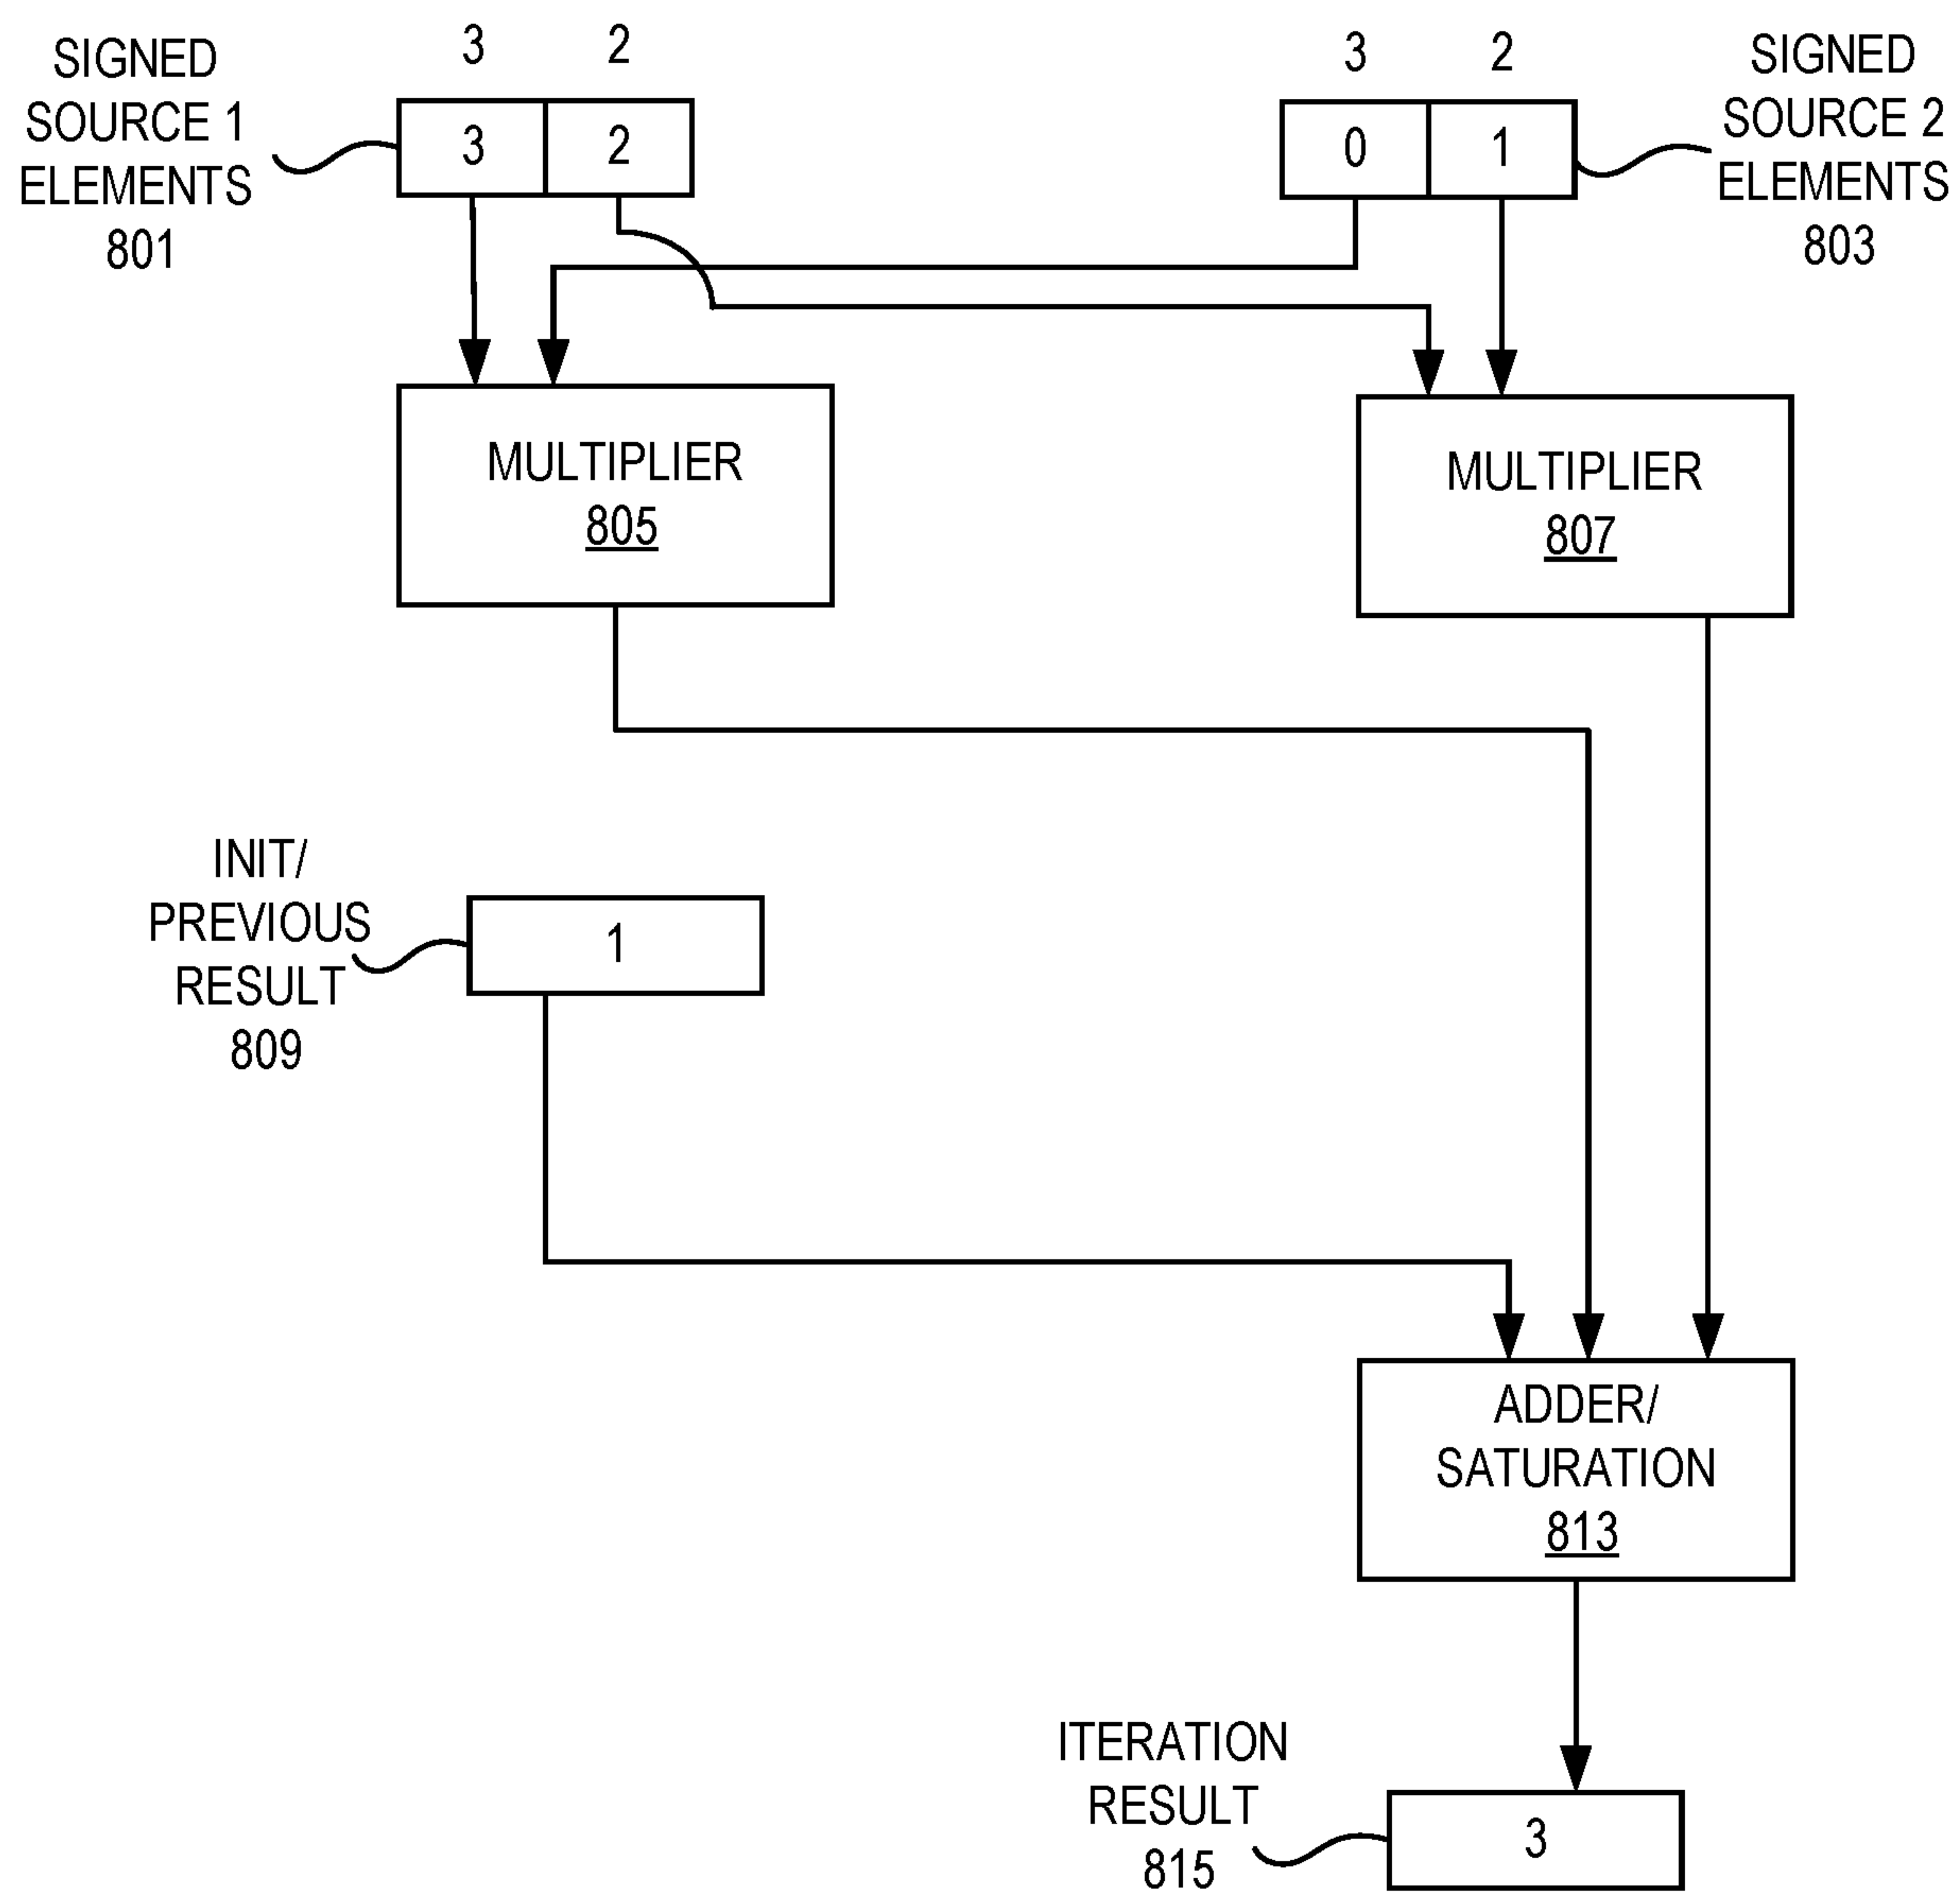 3 2
3 2
SIGNED
SOURCE 1
ELEMENTS
801
3 2
0 1
SIGNED
SOURCE 2
ELEMENTS
803
MULTIPLIER
805
MULTIPLIER
807
INIT/
PREVIOUS
RESULT
809
1
ADDER/
SATURATION
813
ITERATION
RESULT
815
3